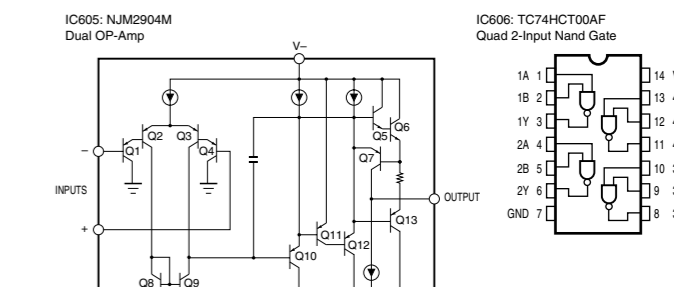 IC605: NJM2904M
Dual OP-Amp
V–
Q2
Q3
Q5
Q6
–
Q1
Q4
Q7
INPUTS
OUTPUT
+
Q11
Q12
Q13
Q10
Q8
Q9
IC606: TC74HCT00AF
Quad 2-Input Nand Gate
1A 1
14
1B 2
13
1Y 3
12
2A 4
11
2B 5
10
2Y 6
9
GND 7
8